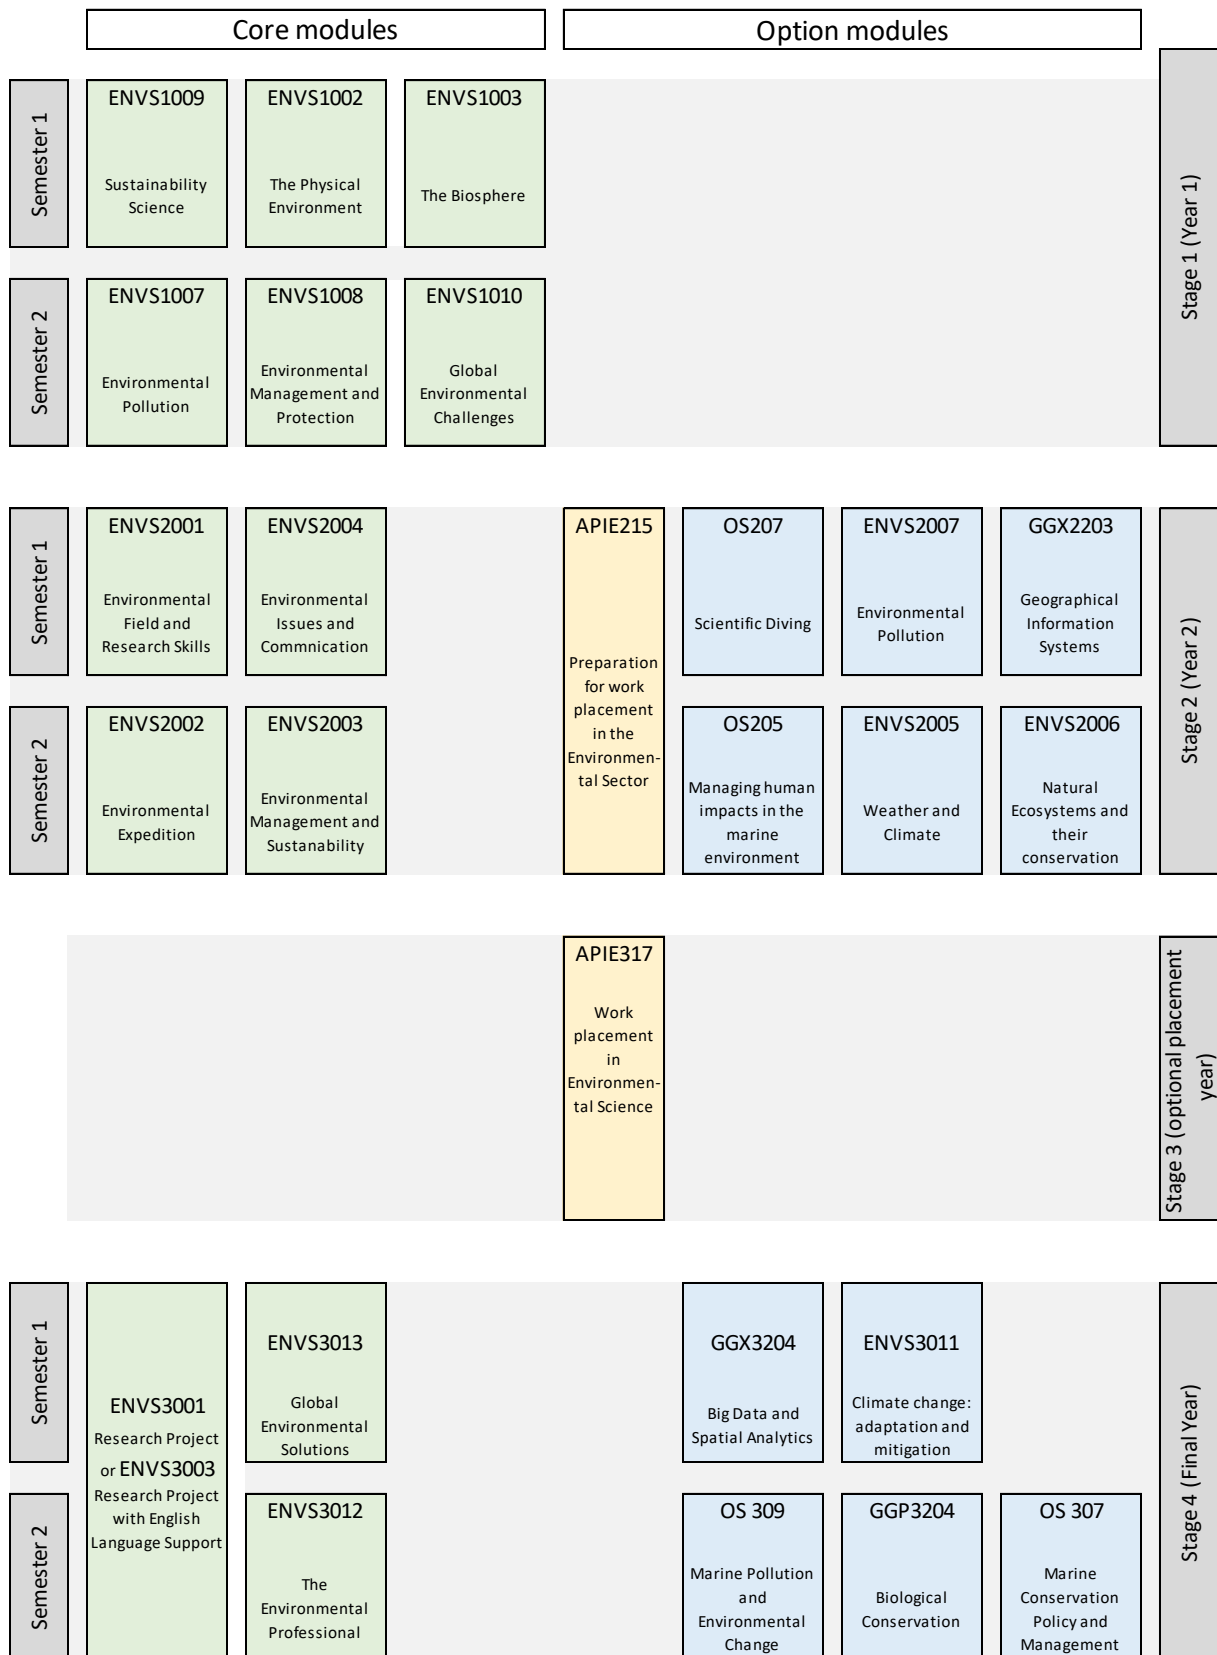 Core modules
Option modules
Semester 1
ENVS1009
Sustainability
Science
ENVS1002
The Physical
Environment
ENVS1003
The Biosphere
Stage 1 (Year 1)
Semester 2
ENVS1007
Environmental
Pollution
ENVS1008
Environmental
Management and
Protection
ENVS1010
Global
Environmental
Challenges
Semester 1
ENVS2001
Environmental
Field and
Research Skills
ENVS2004
Environmental
Issues and
Commnication
APIE215
Preparation
for work
placement
in the
Environmen-
tal Sector
OS207
Scientific Diving
ENVS2007
Environmental
Pollution
GGX2203
Geographical
Information
Systems
Stage 2 (Year 2)
Semester 2
ENVS2002
Environmental
Expedition
ENVS2003
Environmental
Management and
Sustanability
OS205
Managing human
impacts in the
marine
environment
ENVS2005
Weather and
Climate
ENVS2006
Natural
Ecosystems and
their
conservation
APIE317
Work
placement
in
Environmen-
tal Science
Stage 3 (optional placement
year)
Semester 1
ENVS3001
Research Project
or ENVS3003
Research Project
with English
Language Support
ENVS3013
Global
Environmental
Solutions
GGX3204
Big Data and
Spatial Analytics
ENVS3011
Climate change:
adaptation and
mitigation
Stage 4 (Final Year)
Semester 2
ENVS3012
The
Environmental
Professional
OS 309
Marine Pollution
and
Environmental
Change
GGP3204
Biological
Conservation
OS 307
Marine
Conservation
Policy and
Management